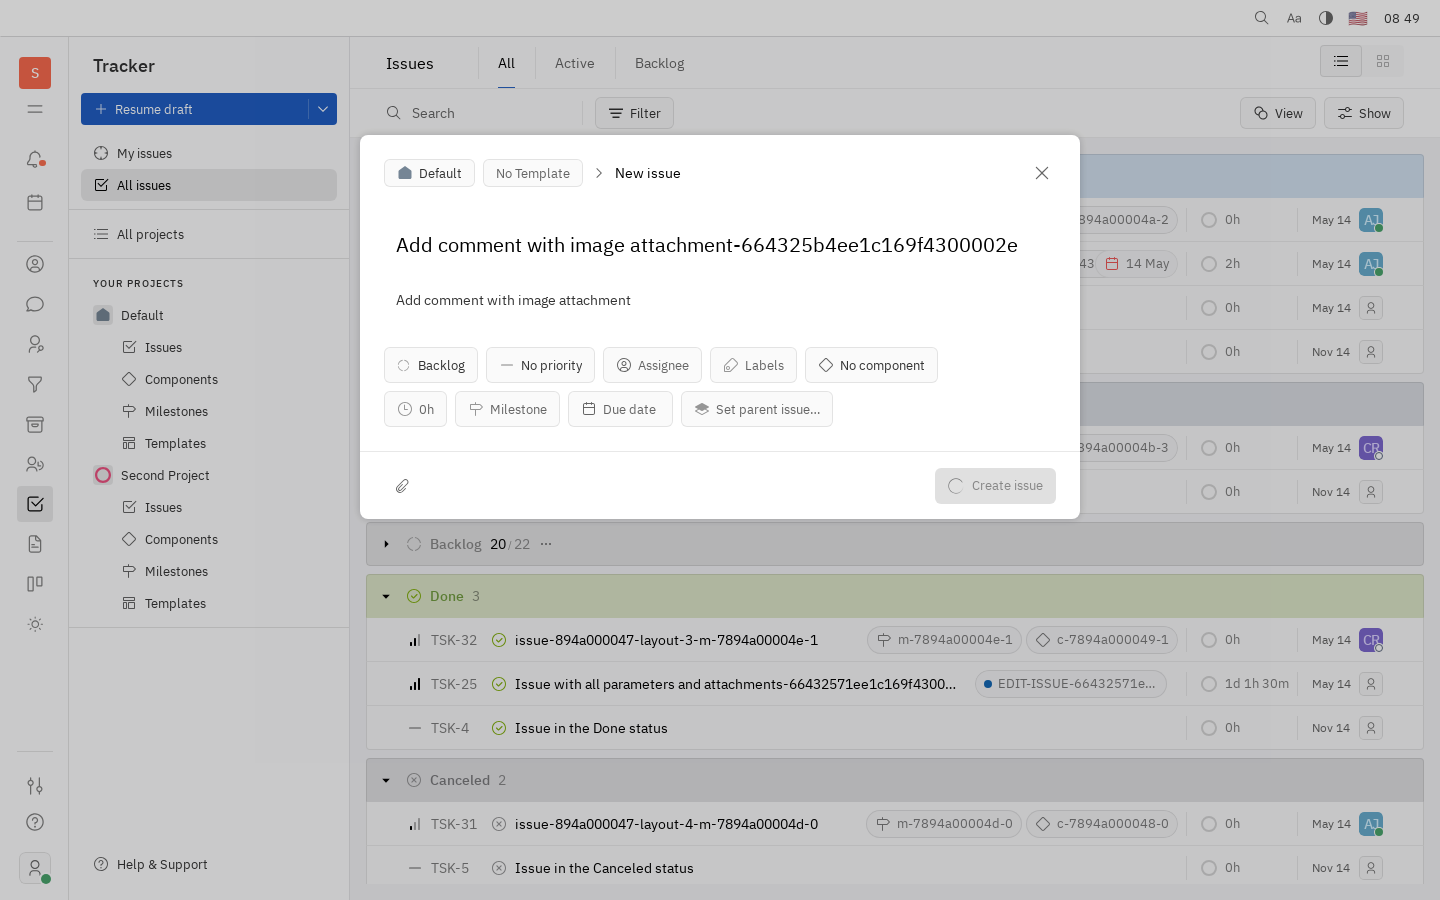 Aa 08 49
S
Tracker
Resume draft
My issues
All issues
All projects
YOUR PROJECTS
Default
Issues
Components
Milestones
Templates
Second Project
Issues
Components
Milestones
Templates
Help & Support
Issues All Active Backlog
Search Filter View Show
Default No Template New issue
Add comment with image attachment-664325b4ee1c169f4300002e
Add comment with image attachment
Backlog No priority Assignee Labels No component
0h Milestone Due date Set parent issue...
Create issue
894a00004a-2 0h May 14 AJ
43 14 May 2h May 14 AJ
0h Nov 14
0h Nov 14
894a00004b-3 0h May 14 CR
0h Nov 14
Backlog 20/22 ...
Done 3
TSK-32 issue-894a000047-layout-3-m-7894a00004e-1 m-7894a00004e-1 c-7894a000049-1 0h May 14 CR
TSK-25 Issue with all parameters and attachments-66432571ee1c169f4300... EDIT-ISSUE-66432571e... 1d 1h 30m May 14
TSK-4 Issue in the Done status 0h Nov 14
Canceled 2
TSK-31 issue-894a000047-layout-4-m-7894a00004d-0 m-7894a00004d-0 c-7894a000048-0 0h May 14 AJ
TSK-5 Issue in the Canceled status 0h Nov 14